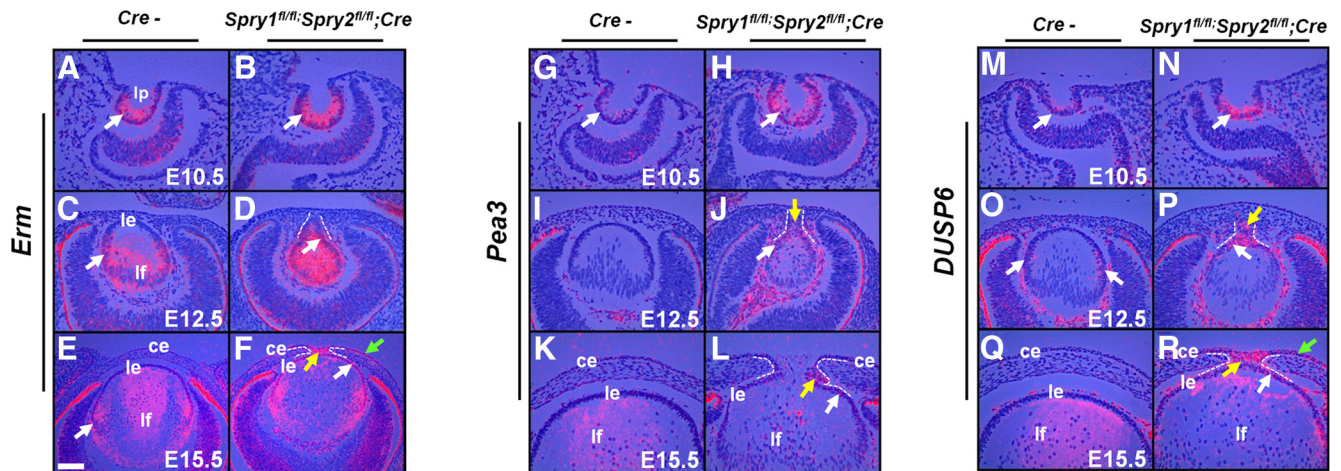 Cre - Spry1fl/fl;Spry2fl/fl;Cre
Erm
A B
lp
E10.5
C D
le
lf
E12.5
E F
ce ce
le le
lf
E15.5
Cre - Spry1fl/fl;Spry2fl/fl;Cre
Pea3
G H
E10.5
I J
E12.5
K L
ce ce
le le
lf lf
E15.5
Cre - Spry1fl/fl;Spry2fl/fl;Cre
DUSP6
M N
E10.5
O P
E12.5
Q R
ce ce
le le
lf lf
E15.5